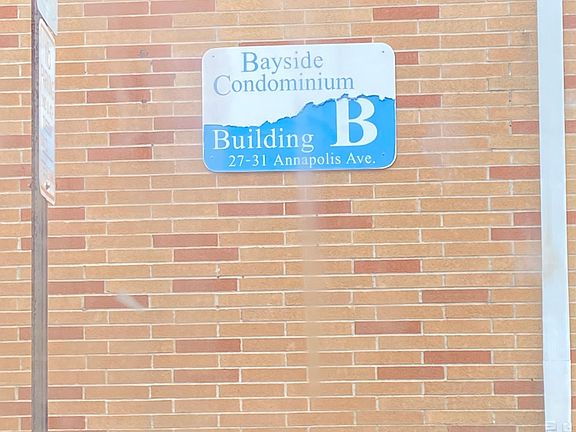 Bayside
Condominium
Building B
27-31 Annapolis Ave.